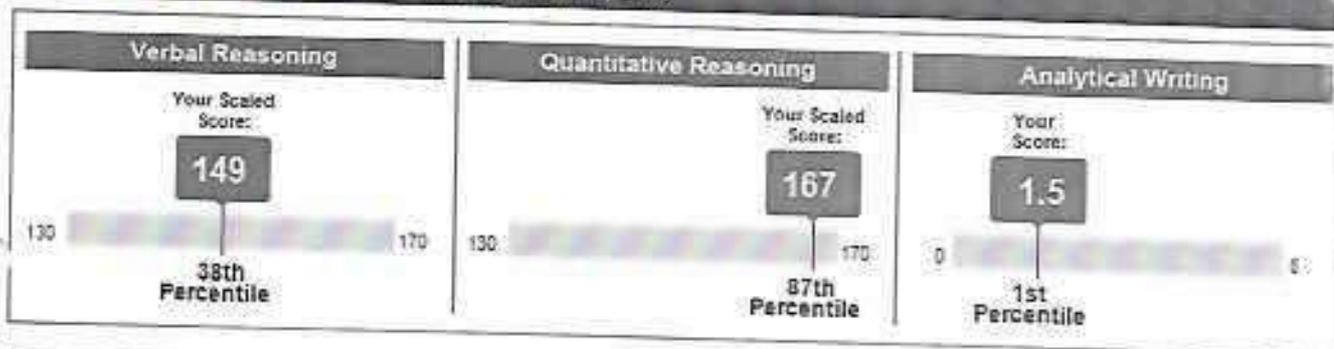 Verbal Reasoning
Your Scaled
Score:
149
130
170
38th
Percentile
Quantitative Reasoning
Your Scaled
Score:
167
130
170
87th
Percentile
Analytical Writing
Your
Score:
1.5
0
6
1st
Percentile